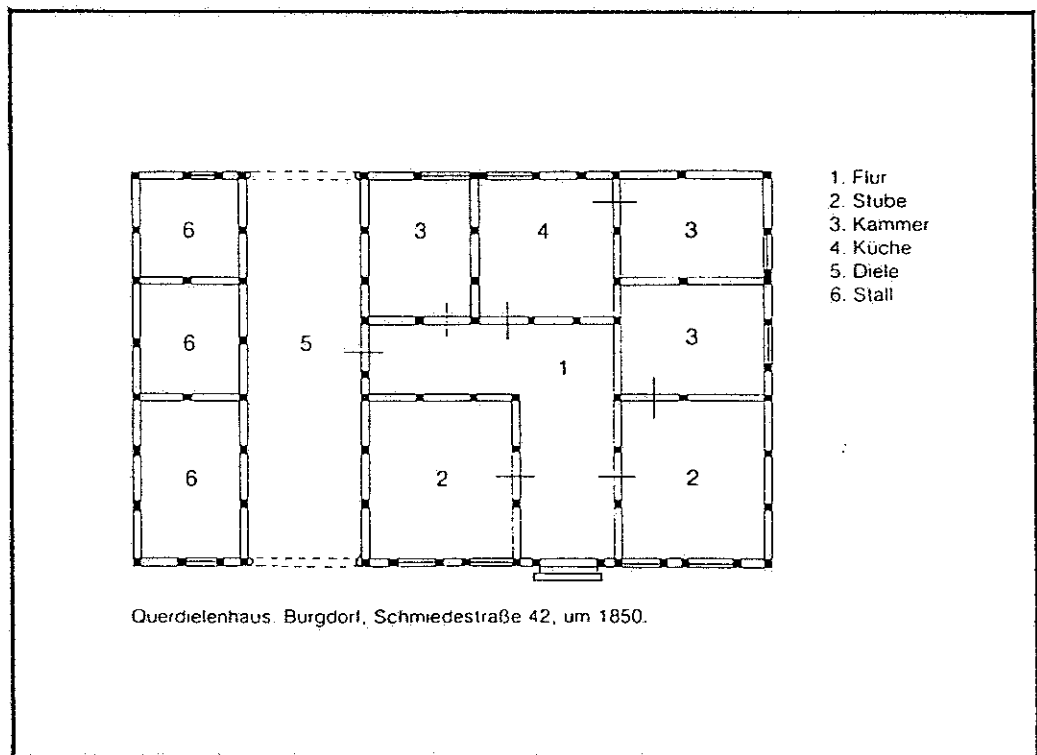 6
3
4
3
6
5
3
1
6
2
2
1. Flur
2. Stube
3. Kammer
4. Küche
5. Diele
6. Stall
Querdielenhaus. Burgdorf, Schmiedestraße 42, um 1850.